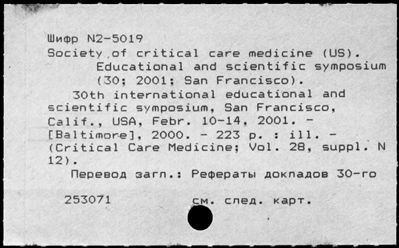 Шифр N2-5019
Society of critical care medicine (US).
Educational and scientific symposium
(30; 2001; San Francisco).
30th international educational and
scientific symposium, San Francisco,
Calif., USA, Febr. 10-14, 2001. -
[Baltimore], 2000. - 223 p. : ill. -
(Critical Care Medicine; Vol. 28, suppl. N
12).
Перевод загл.: Рефераты докладов 30-го
253071 см. след. карт.